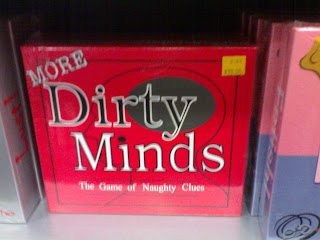 MORE
Dirty
Minds
The Game of Naughty Clues